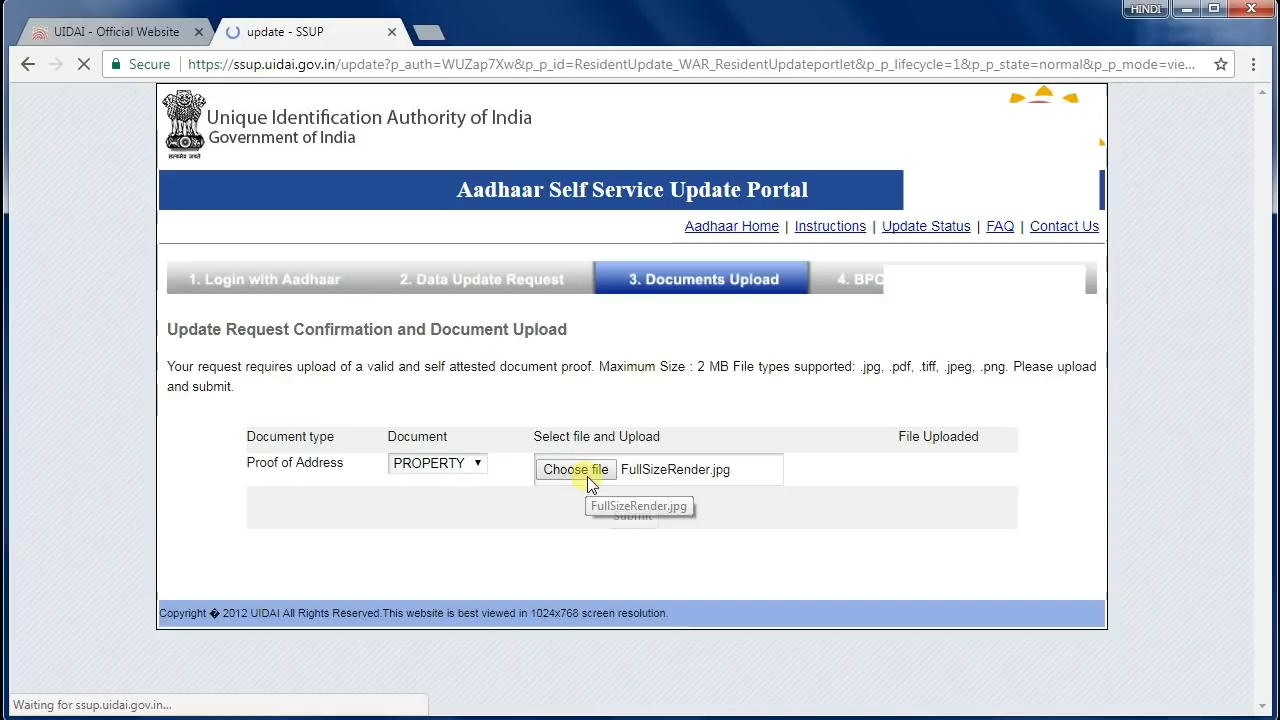 HINDI
UIDAI - Official Website
update - SSUP
Secure
https://ssup.uidai.gov.in/update?p_auth=WUZap7Xw&p_p_id=ResidentUpdate_WAR_ResidentUpdateportlet&p_p_lifecycle=1&p_p_state=normal&p_p_mode=vie...
Unique Identification Authority of India
Government of India
सत्यमेव जयते
Aadhaar Self Service Update Portal
Aadhaar Home | Instructions | Update Status | FAQ | Contact Us
1. Login with Aadhaar 2. Data Update Request 3. Documents Upload 4. BPO
Update Request Confirmation and Document Upload
Your request requires upload of a valid and self attested document proof. Maximum Size : 2 MB File types supported: .jpg, .pdf, .tiff, .jpeg, .png. Please upload
and submit.
Document type Document Select file and Upload File Uploaded
Proof of Address PROPERTY Choose file FullSizeRender.jpg
FullSizeRender.jpg
Submit
Copyright � 2012 UIDAI All Rights Reserved.This website is best viewed in 1024x768 screen resolution.
Waiting for ssup.uidai.gov.in...